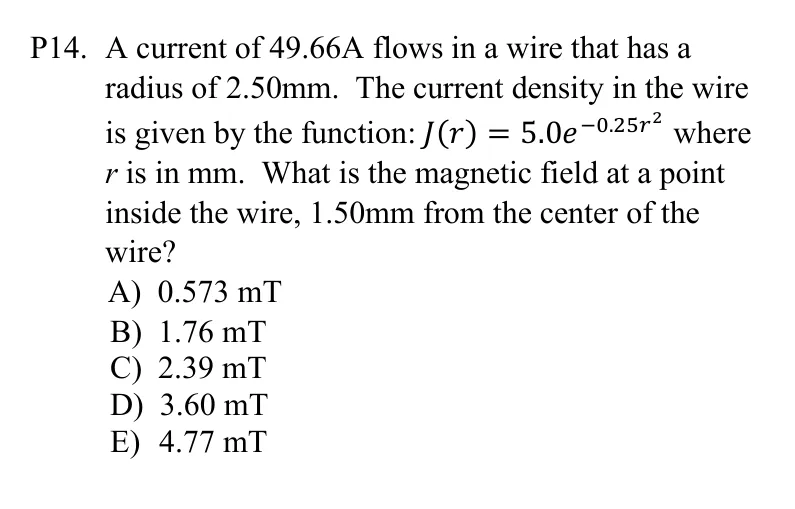 P14. A current of 49.66A flows in a wire that has a
radius of 2.50mm. The current density in the wire
is given by the function: J(r) = 5.0e^{-0.25r^2} where
r is in mm. What is the magnetic field at a point
inside the wire, 1.50mm from the center of the
wire?
A) 0.573 mT
B) 1.76 mT
C) 2.39 mT
D) 3.60 mT
E) 4.77 mT